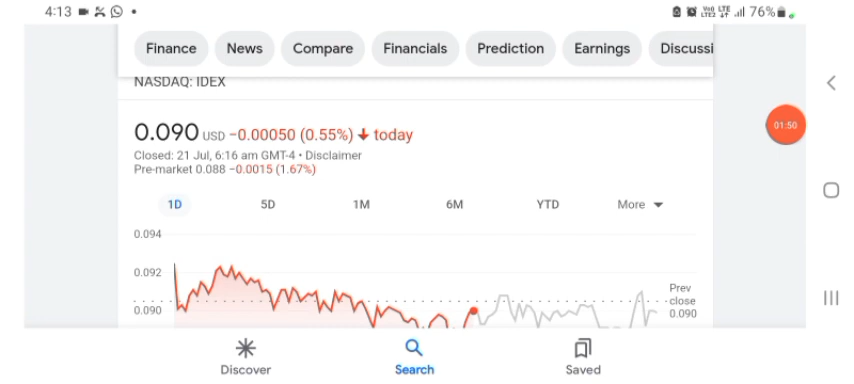 4:13 76%
Vo)) LTE
LTE2
Finance News Compare Financials Prediction Earnings Discussi
NASDAQ: IDEX
01:50
0.090 USD −0.00050 (0.55%) today
Closed: 21 Jul, 6:16 am GMT-4 • Disclaimer
Pre-market 0.088 −0.0015 (1.67%)
1D 5D 1M 6M YTD More
0.094
0.092
0.090
Prev
close
0.090
Discover Search Saved